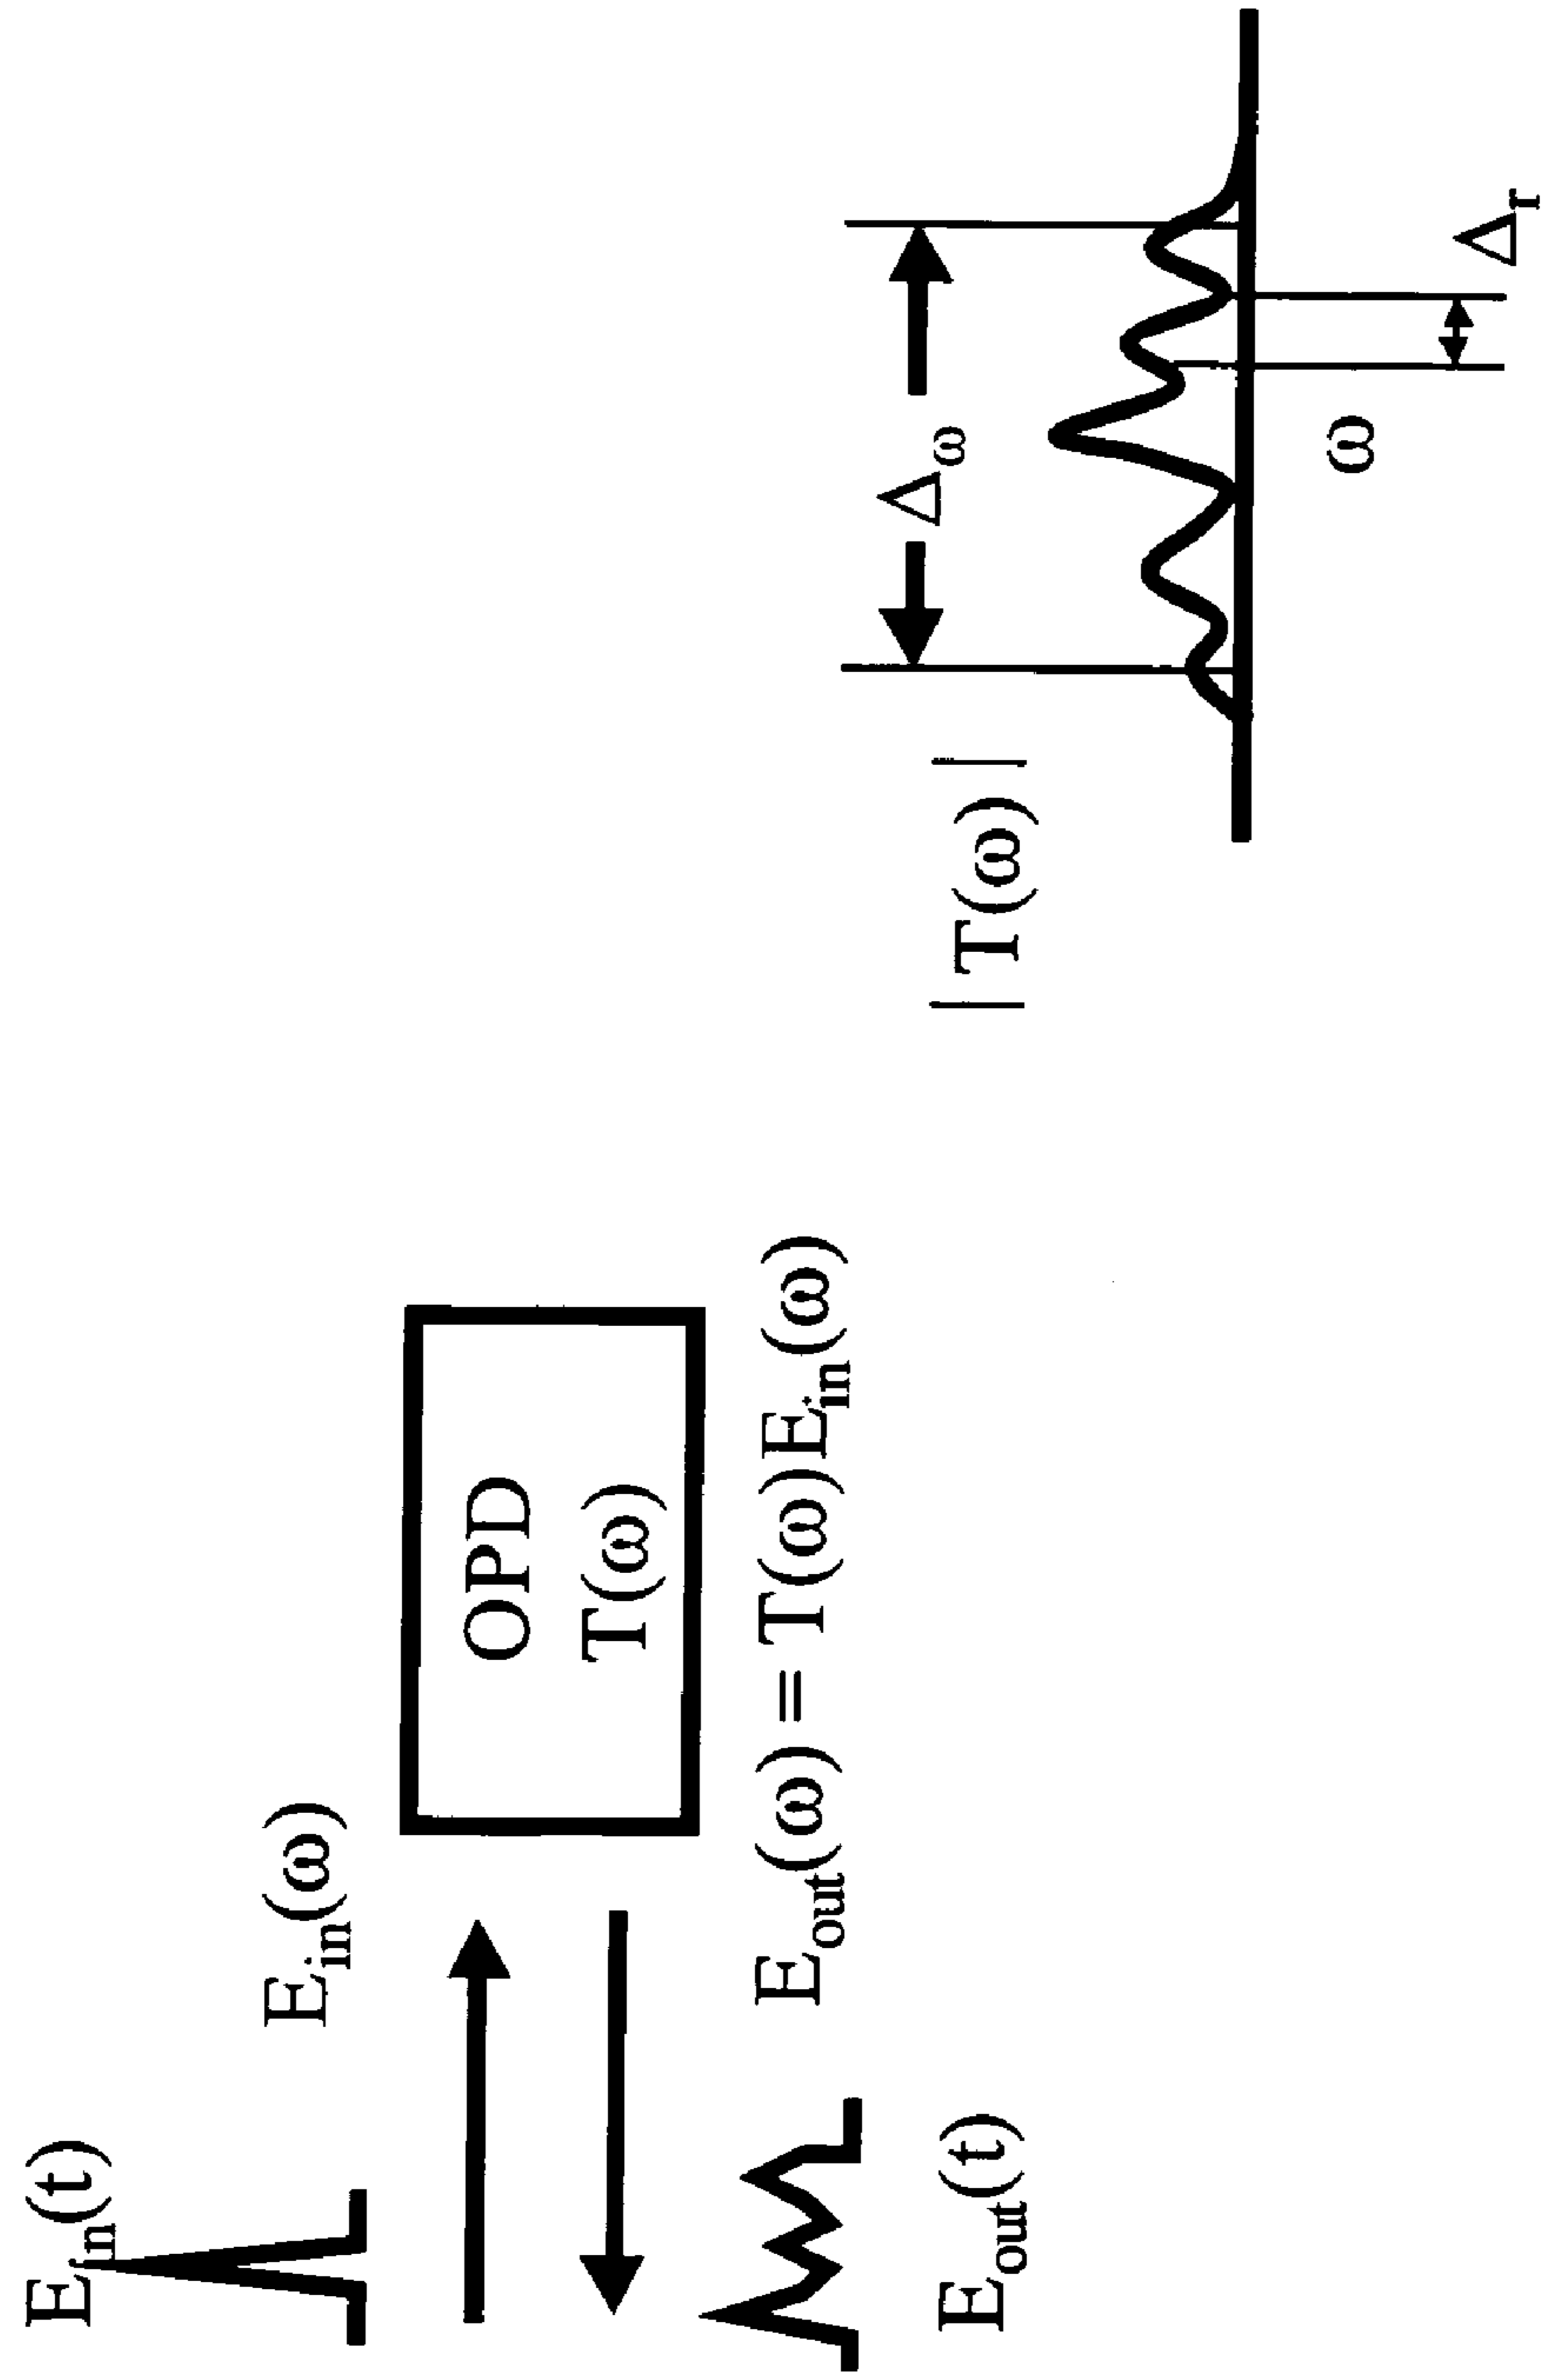 E_in(t)
E_in(ω)
OPD
T(ω)
E_out(ω) = T(ω)E_in(ω)
E_out(t)
| T(ω) |
Δ_ω
ω
Δ_r